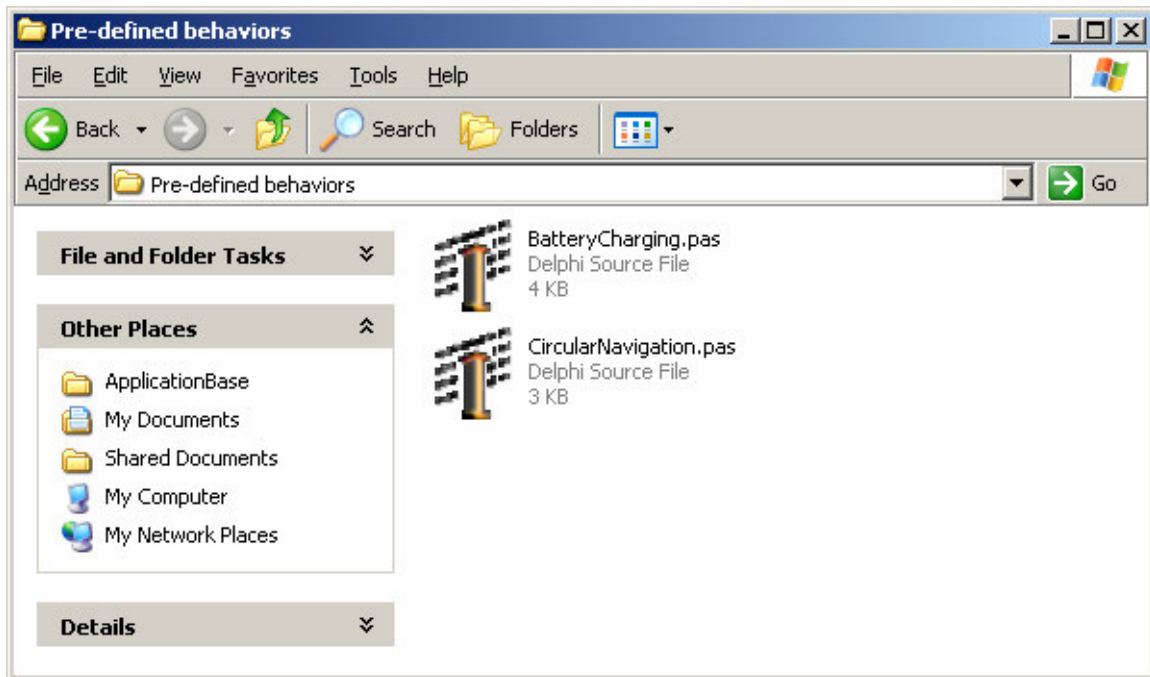 Pre-defined behaviors
File Edit View Favorites Tools Help
Back Search Folders
Address Pre-defined behaviors Go
File and Folder Tasks
Other Places
ApplicationBase
My Documents
Shared Documents
My Computer
My Network Places
Details
BatteryCharging.pas
Delphi Source File
4 KB
CircularNavigation.pas
Delphi Source File
3 KB